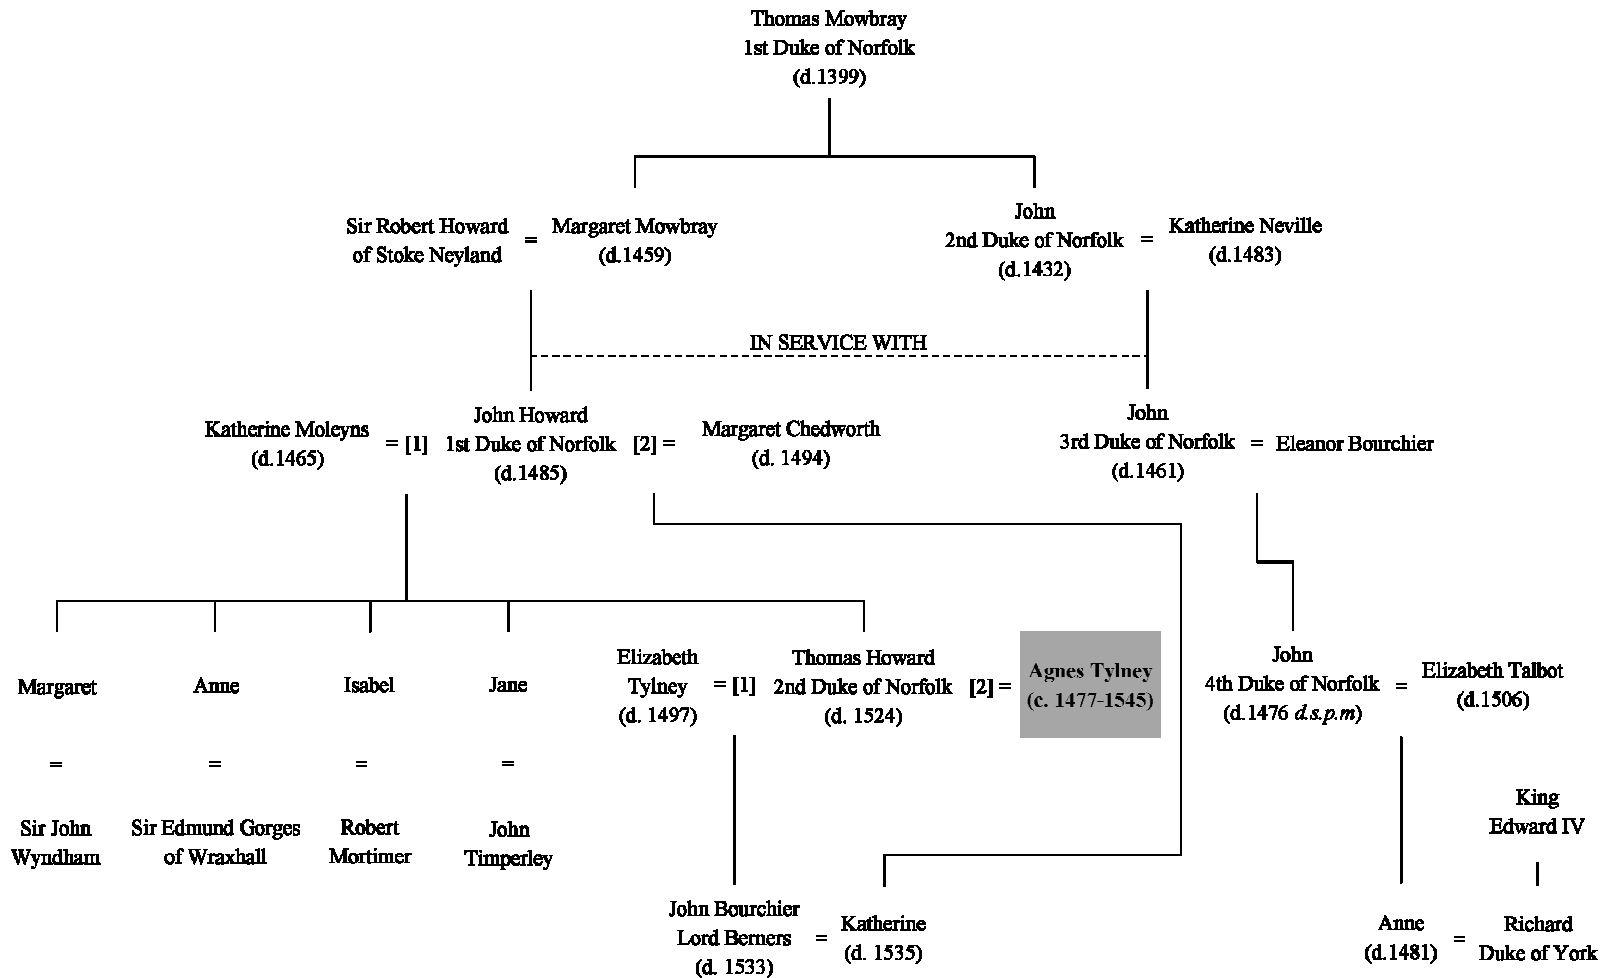 Thomas Mowbray
1st Duke of Norfolk
(d.1399)
Sir Robert Howard
of Stoke Neyland
=
Margaret Mowbray
(d.1459)
John
2nd Duke of Norfolk
(d.1432)
=
Katherine Neville
(d.1483)
IN SERVICE WITH
Katherine Moleyns
(d.1465)
= [1]
John Howard
1st Duke of Norfolk
(d.1485)
[2] =
Margaret Chedworth
(d. 1494)
John
3rd Duke of Norfolk
(d.1461)
=
Eleanor Bourchier
Margaret
=
Sir John
Wyndham
Anne
=
Sir Edmund Gorges
of Wraxhall
Isabel
=
Robert
Mortimer
Jane
=
John
Timperley
Elizabeth
Tylney
(d. 1497)
= [1]
Thomas Howard
2nd Duke of Norfolk
(d. 1524)
[2] =
Agnes Tylney
(c. 1477-1545)
John
4th Duke of Norfolk
(d.1476 d.s.p.m)
=
Elizabeth Talbot
(d.1506)
King
Edward IV
John Bourchier
Lord Berners
(d. 1533)
=
Katherine
(d. 1535)
Anne
(d.1481)
=
Richard
Duke of York